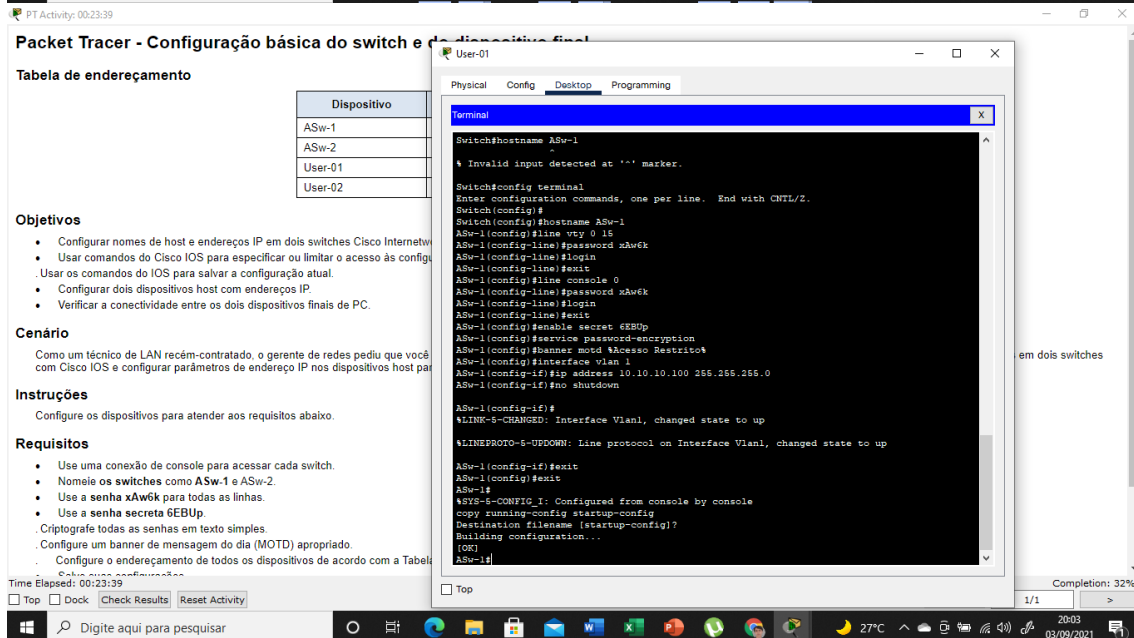 PT Activity: 00:23:39
Packet Tracer - Configuração básica do switch e do dispositivo final
Tabela de endereçamento
Dispositivo
ASw-1
ASw-2
User-01
User-02
Objetivos
• Configurar nomes de host e endereços IP em dois switches Cisco Internetw
• Usar comandos do Cisco IOS para especificar ou limitar o acesso às configu
. Usar os comandos do IOS para salvar a configuração atual.
• Configurar dois dispositivos host com endereços IP.
• Verificar a conectividade entre os dois dispositivos finais de PC.
Cenário
Como um técnico de LAN recém-contratado, o gerente de redes pediu que você
em dois switches
com Cisco IOS e configurar parâmetros de endereço IP nos dispositivos host par
Instruções
Configure os dispositivos para atender aos requisitos abaixo.
Requisitos
• Use uma conexão de console para acessar cada switch.
• Nomeie os switches como ASw-1 e ASw-2.
• Use a senha xAw6k para todas as linhas.
• Use a senha secreta 6EBUp.
. Criptografe todas as senhas em texto simples.
. Configure um banner de mensagem do dia (MOTD) apropriado.
. Configure o endereçamento de todos os dispositivos de acordo com a Tabela
• Salve suas configurações
Time Elapsed: 00:23:39
Completion: 32%
Top Dock Check Results Reset Activity
1/1 >
User-01
Physical Config Desktop Programming
Terminal X
Switch#hostname ASw-1
^
% Invalid input detected at '^' marker.
Switch#config terminal
Enter configuration commands, one per line. End with CNTL/Z.
Switch(config)#
Switch(config)#hostname ASw-1
ASw-1(config)#line vty 0 15
ASw-1(config-line)#password xAw6k
ASw-1(config-line)#login
ASw-1(config-line)#exit
ASw-1(config)#line console 0
ASw-1(config-line)#password xAw6k
ASw-1(config-line)#login
ASw-1(config-line)#exit
ASw-1(config)#enable secret 6EBUp
ASw-1(config)#service password-encryption
ASw-1(config)#banner motd %Acesso Restrito%
ASw-1(config)#interface vlan 1
ASw-1(config-if)#ip address 10.10.10.100 255.255.255.0
ASw-1(config-if)#no shutdown
ASw-1(config-if)#
%LINK-5-CHANGED: Interface Vlan1, changed state to up
%LINEPROTO-5-UPDOWN: Line protocol on Interface Vlan1, changed state to up
ASw-1(config-if)#exit
ASw-1(config)#exit
ASw-1#
%SYS-5-CONFIG_I: Configured from console by console
copy running-config startup-config
Destination filename [startup-config]?
Building configuration...
[OK]
ASw-1#
Top
Digite aqui para pesquisar
27°C
20:03
03/09/2021